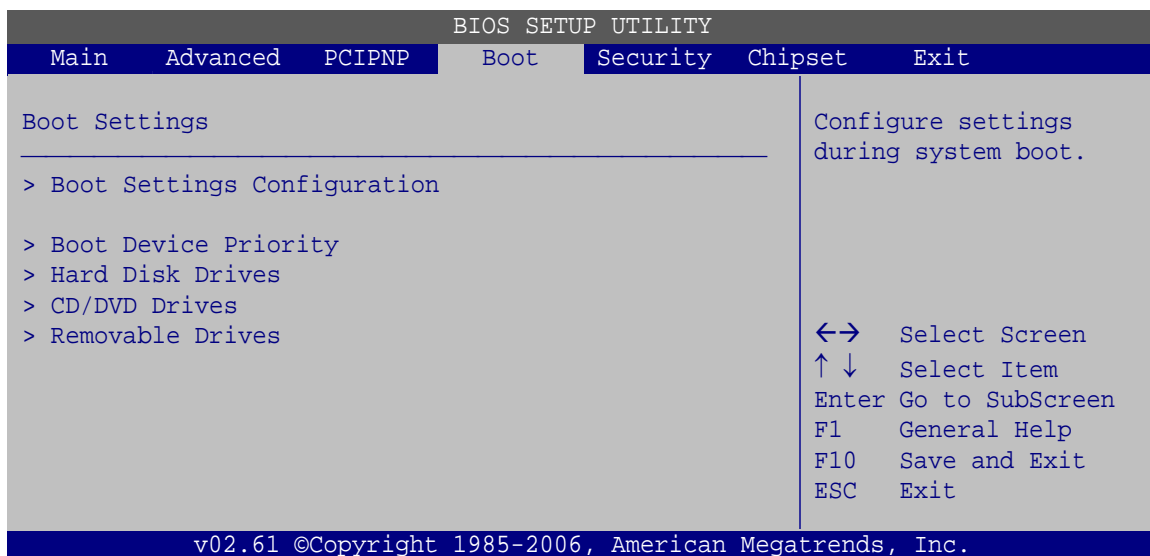 BIOS SETUP UTILITY
Main Advanced PCIPNP Boot Security Chipset Exit
Boot Settings
> Boot Settings Configuration
> Boot Device Priority
> Hard Disk Drives
> CD/DVD Drives
> Removable Drives
Configure settings
during system boot.
←→ Select Screen
↑ ↓ Select Item
Enter Go to SubScreen
F1 General Help
F10 Save and Exit
ESC Exit
v02.61 ©Copyright 1985-2006, American Megatrends, Inc.